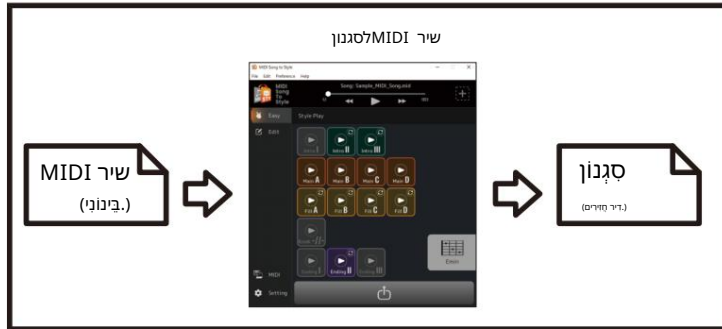 שיר MIDIלסגנון
MIDI Song to Style
File Edit Preference Help
MIDI
Song
To
Style
Song: Sample_MIDI_Song.mid
Easy
Style Play
Edit
Intro I
Intro II
Intro III
Main A
Main B
Main C
Main D
Fill A
Fill B
Fill C
Fill D
Ending I
Ending II
Ending III
MIDI
Setting
שיר MIDI
(.בֵּינוֹנִי)
סִגְנוֹן
(.דיר חֲזִירִים)